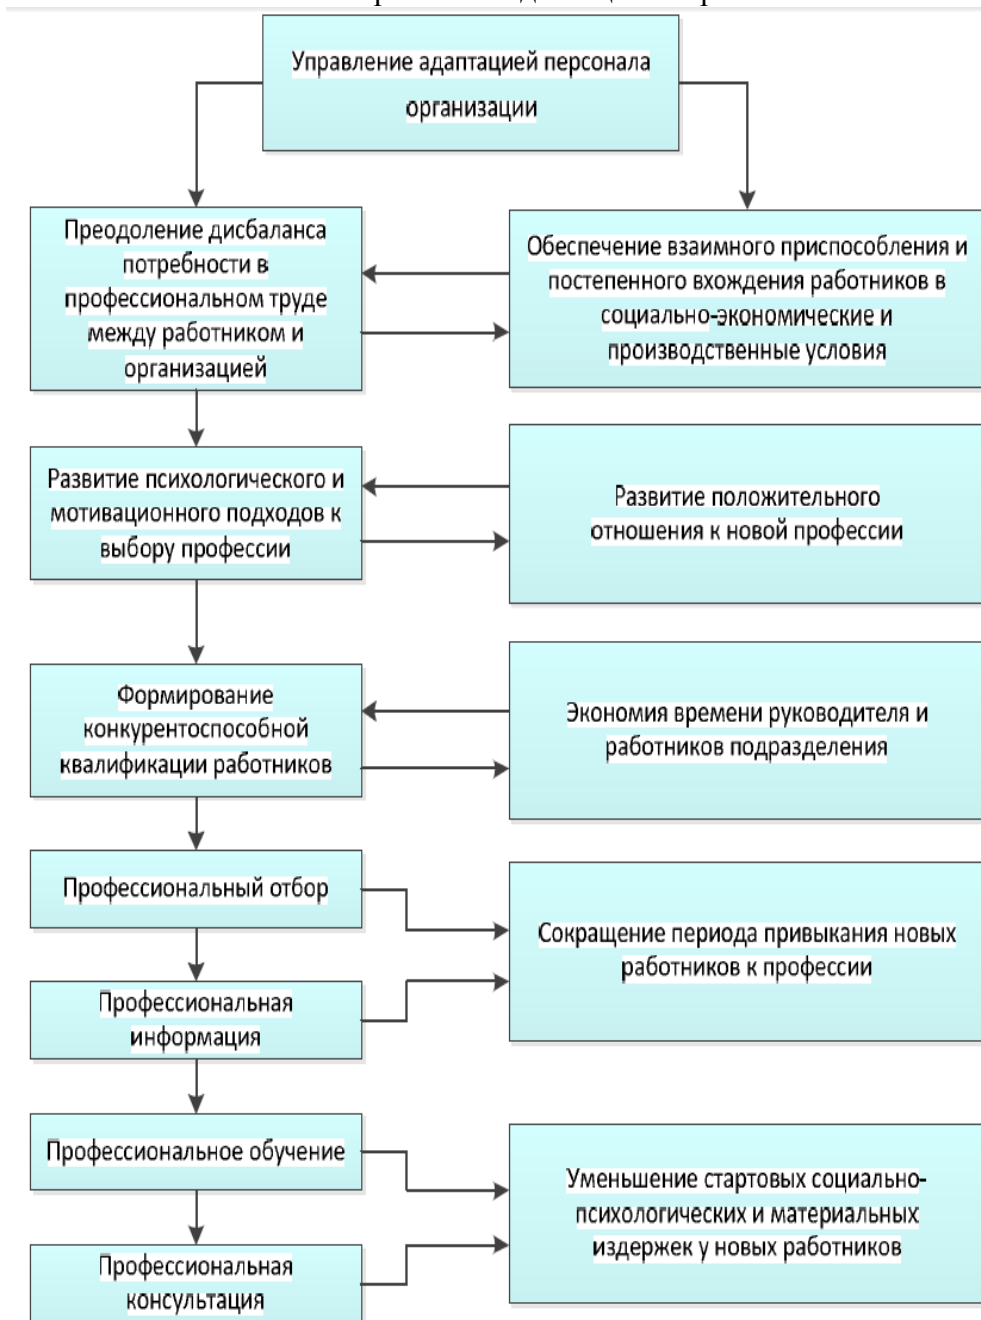 Управление адаптацией персонала
организации
Преодоление дисбаланса
потребности в
профессиональном труде
между работником и
организацией
Обеспечение взаимного приспособления и
постепенного вхождения работников в
социально-экономические и
производственные условия
Развитие психологического и
мотивационного подходов к
выбору профессии
Развитие положительного
отношения к новой профессии
Формирование
конкурентоспособной
квалификации работников
Экономия времени руководителя и
работников подразделения
Профессиональный отбор
Сокращение периода привыкания новых
работников к профессии
Профессиональная
информация
Профессиональное обучение
Уменьшение стартовых социально-
психологических и материальных
издержек у новых работников
Профессиональная
консультация